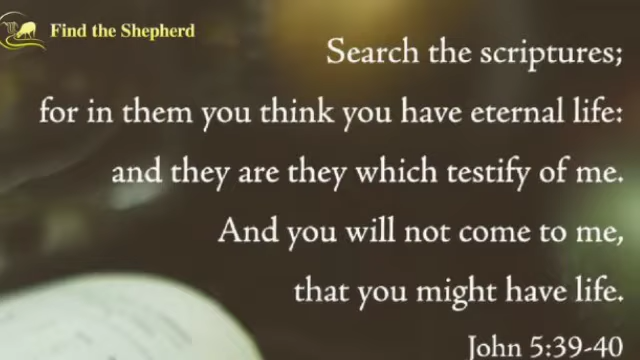 Find the Shepherd
Search the scriptures;
for in them you think you have eternal life:
and they are they which testify of me.
And you will not come to me,
that you might have life.
John 5:39-40